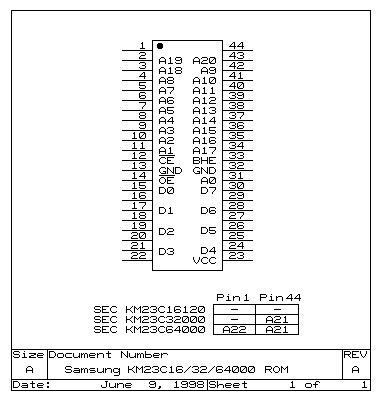 1 44
2 A19 A20 43
3 A18 A9 42
4 A8 A10 41
5 A7 A11 40
6 A6 A12 39
7 A5 A13 38
8 A4 A14 37
9 A3 A15 36
10 A2 A16 35
11 A1 A17 34
12 CE BHE 33
13 GND GND 32
14 OE A0 31
15 D0 D7 30
16 29
17 D1 D6 28
18 27
19 D2 D5 26
20 25
21 D3 D4 24
22 VCC 23
Pin1 Pin44
SEC KM23C16120 - -
SEC KM23C32000 - A21
SEC KM23C64000 A22 A21
Size Document Number REV
A Samsung KM23C16/32/64000 ROM A
Date: June 9, 1998 Sheet 1 of 1